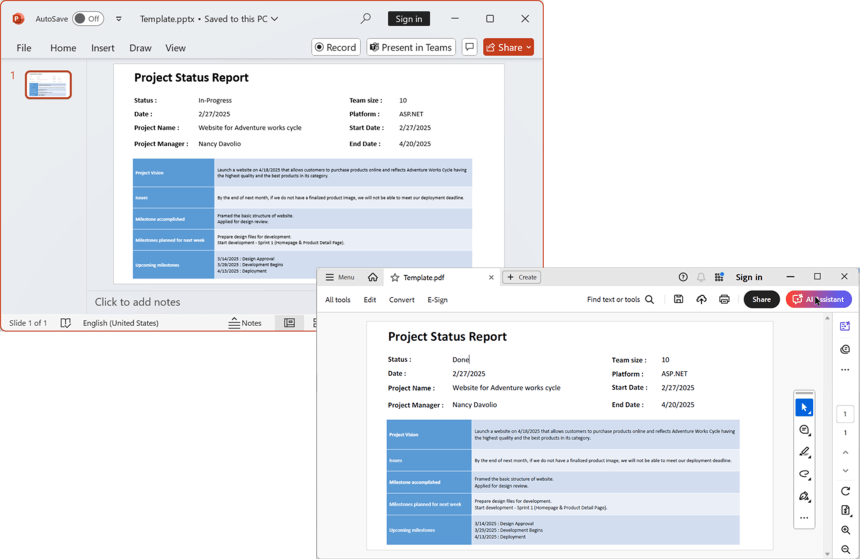 AutoSave Off Template.pptx • Saved to this PC Sign in
File Home Insert Draw View Record Present in Teams Share
1
Project Status Report
Status : In-Progress Team size : 10
Date : 2/27/2025 Platform : ASP.NET
Project Name : Website for Adventure works cycle Start Date : 2/27/2025
Project Manager : Nancy Davolio End Date : 4/20/2025
Project Vision Launch a website on 4/18/2025 that allows customers to purchase products online and reflects Adventure Works Cycle having
the highest quality and the best products in its category.
Issues By the end of next month, if we do not have a finalized product image, we will not be able to meet our deployment deadline.
Milestone accomplished Framed the basic structure of website.
Applied for design review.
Milestones planned for next week Prepare design files for development.
Start development - Sprint 1 (Homepage & Product Detail Page).
Upcoming milestones 3/14/2025 : Design Approval
3/29/2025 : Development Begins
4/13/2025 : Deployment
Click to add notes
Slide 1 of 1 English (United States) Notes
Menu Template.pdf Create Sign in
All tools Edit Convert E-Sign Find text or tools Share AI Assistant
Project Status Report
Status : Done Team size : 10
Date : 2/27/2025 Platform : ASP.NET
Project Name : Website for Adventure works cycle Start Date : 2/27/2025
Project Manager : Nancy Davolio End Date : 4/20/2025
Project Vision Launch a website on 4/18/2025 that allows customers to purchase products online and reflects Adventure Works Cycle having
the highest quality and the best products in its category.
Issues By the end of next month, if we do not have a finalized product image, we will not be able to meet our deployment deadline.
Milestone accomplished Framed the basic structure of website.
Applied for design review.
Milestones planned for next week Prepare design files for development.
Start development - Sprint 1 (Homepage & Product Detail Page).
Upcoming milestones 3/14/2025 : Design Approval
3/29/2025 : Development Begins
4/13/2025 : Deployment
1
1